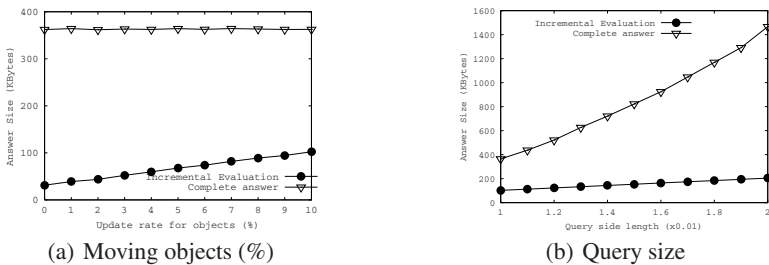 400
300
200
100
0
Answer Size (KBytes)
Incremental Evaluation
Complete answer
0 1 2 3 4 5 6 7 8 9 10
Update rate for objects (%)
(a) Moving objects (%)
1600
1400
1200
1000
800
600
400
200
0
Answer Size (KBytes)
Incremental Evaluation
Complete answer
1 1.2 1.4 1.6 1.8 2
Query side length (x0.01)
(b) Query size